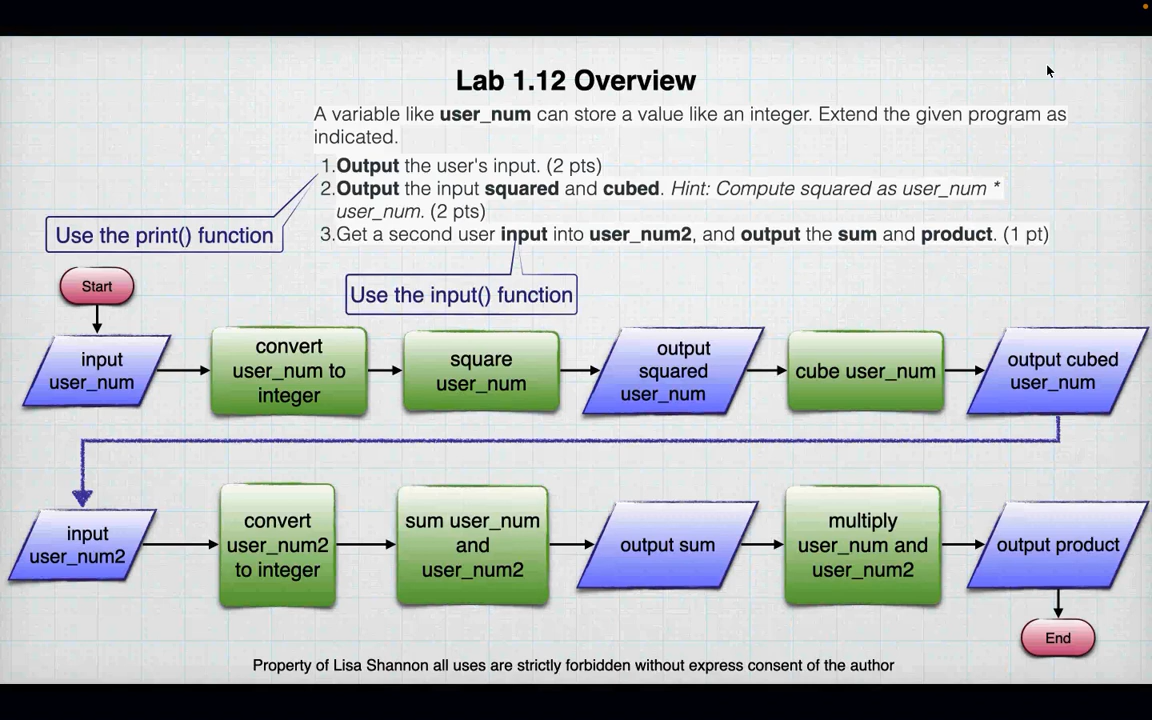 Lab 1.12 Overview
A variable like user_num can store a value like an integer. Extend the given program as
indicated.
1.Output the user's input. (2 pts)
2.Output the input squared and cubed. Hint: Compute squared as user_num *
user_num. (2 pts)
3.Get a second user input into user_num2, and output the sum and product. (1 pt)
Use the print() function
Use the input() function
Start
input
user_num
convert
user_num to
integer
square
user_num
output
squared
user_num
cube user_num
output cubed
user_num
input
user_num2
convert
user_num2
to integer
sum user_num
and
user_num2
output sum
multiply
user_num and
user_num2
output product
End
Property of Lisa Shannon all uses are strictly forbidden without express consent of the author